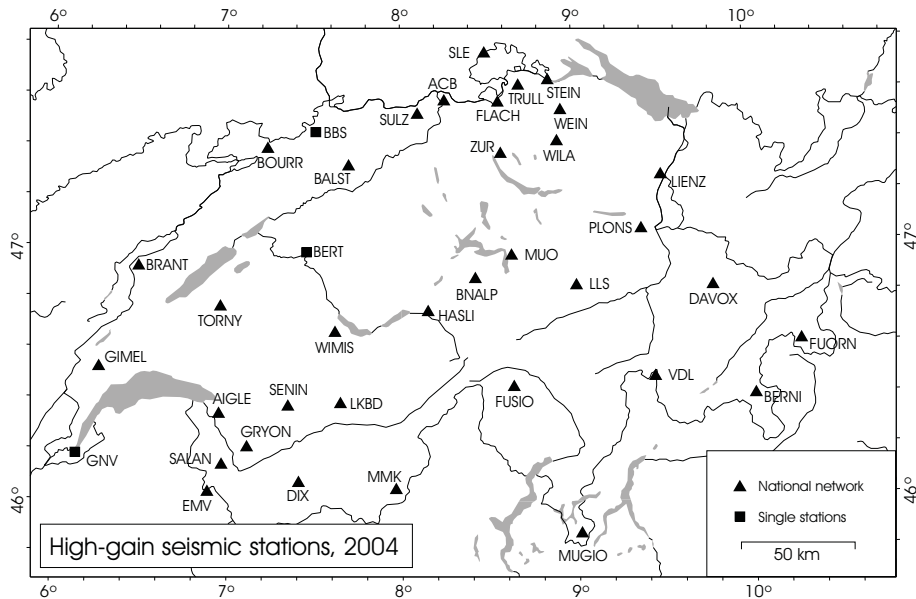 6° 7° 8° 9° 10°
SLE
ACB
STEIN
TRULL
FLACH
SULZ
WEIN
BBS
BOURR
BALST
ZUR
WILA
LIENZ
PLONS
47° 47°
BERT
MUO
BRANT
BNALP
LLS
DAVOX
TORNY
HASLI
WIMIS
FUORN
GIMEL
VDL
SENIN
LKBD
AIGLE
FUSIO
BERNI
GRYON
GNV
SALAN
MMK
DIX
EMV
46° 46°
National network
Single stations
50 km
High-gain seismic stations, 2004
MUGIO
6° 7° 8° 9° 10°